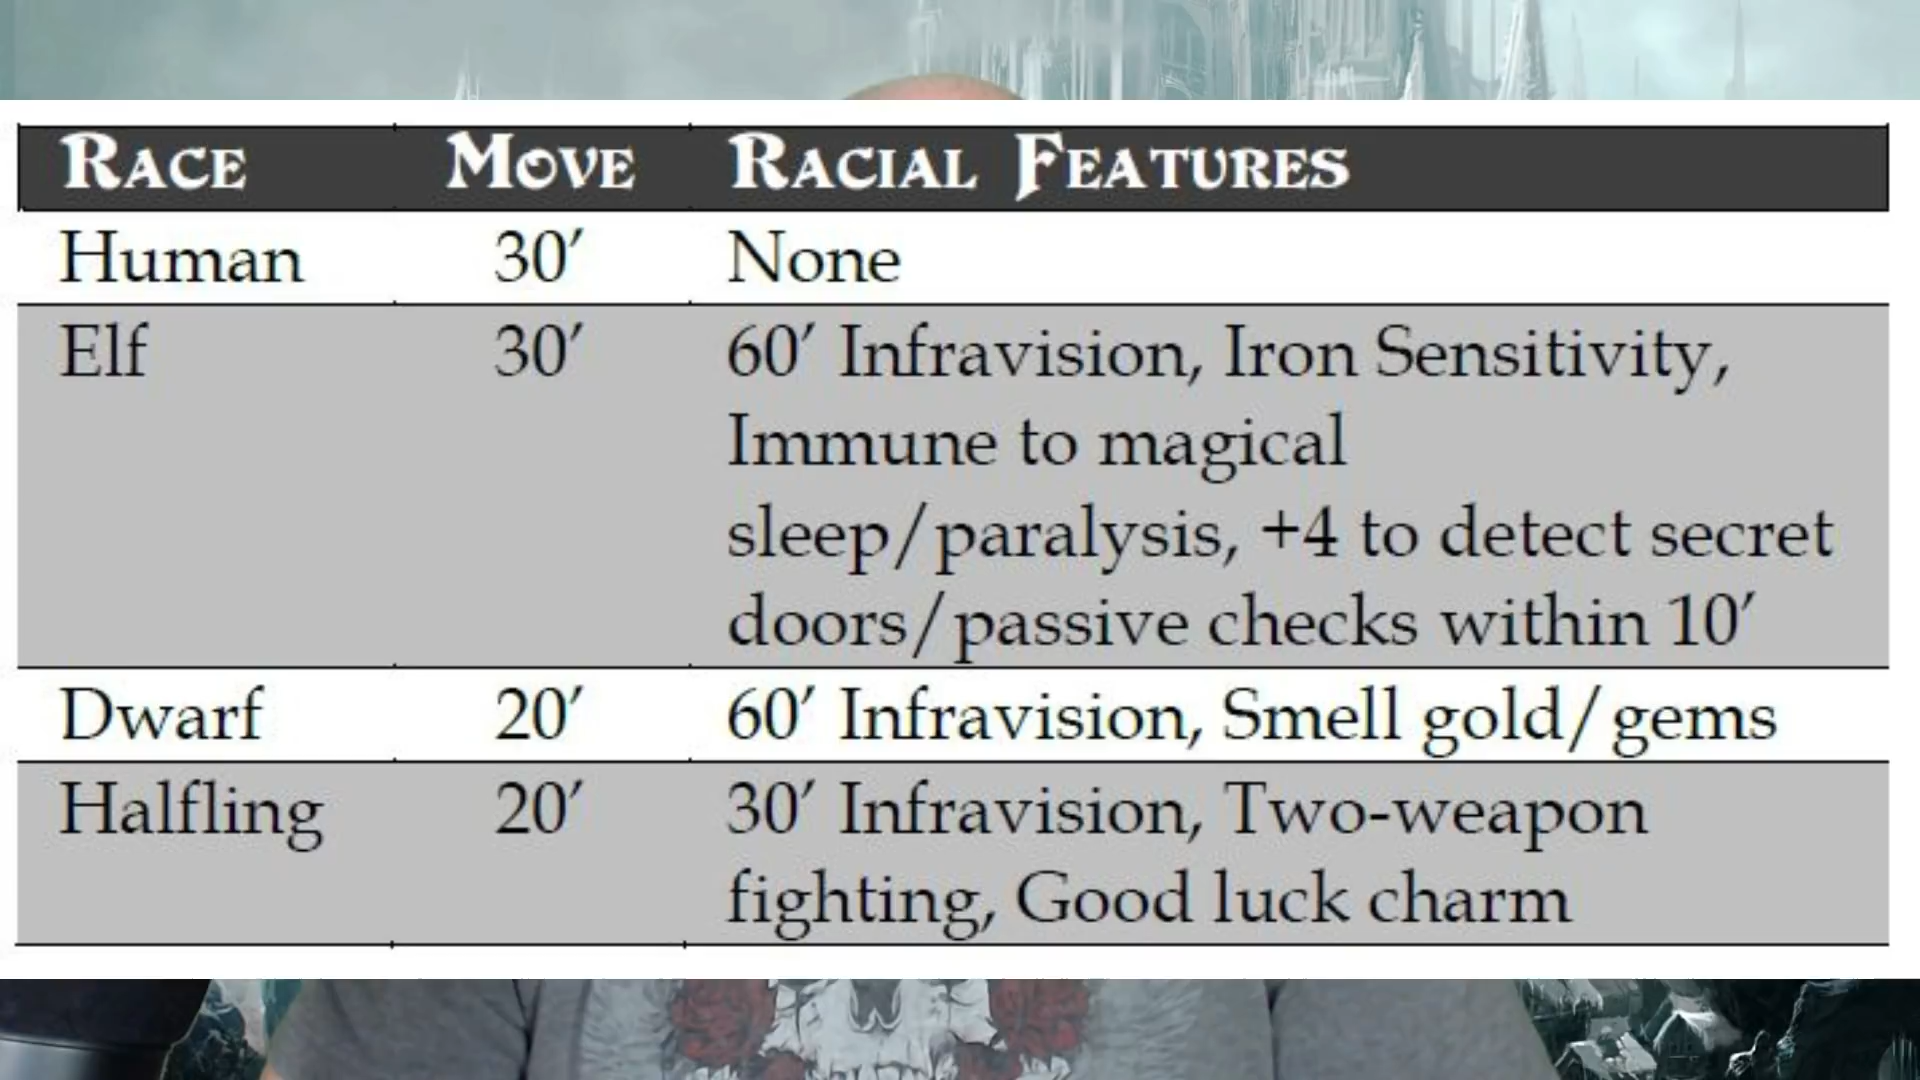 RACE MOVE RACIAL FEATURES
Human 30′ None
Elf 30′ 60′ Infravision, Iron Sensitivity,
Immune to magical
sleep/paralysis, +4 to detect secret
doors/passive checks within 10′
Dwarf 20′ 60′ Infravision, Smell gold/gems
Halfling 20′ 30′ Infravision, Two-weapon
fighting, Good luck charm